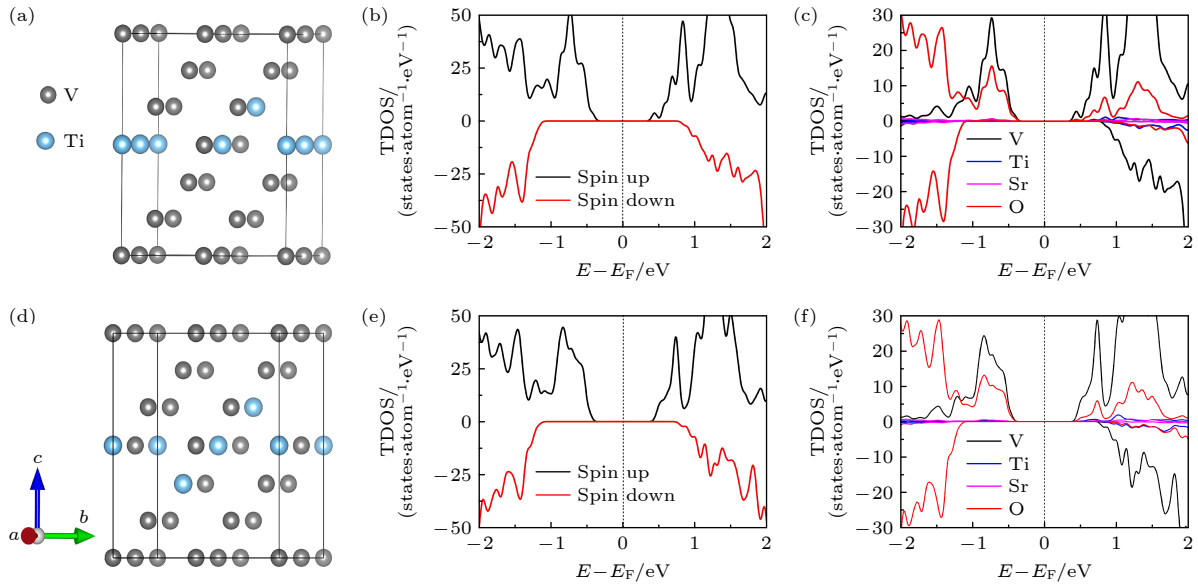 (a)
V
Ti
(b)
TDOS/
(states·atom⁻¹·eV⁻¹)
50
25
0
−25
−50
Spin up
Spin down
−2
−1
0
1
2
E−E_F/eV
(c)
TDOS/
(states·atom⁻¹·eV⁻¹)
30
20
10
0
−10
−20
−30
V
Ti
Sr
O
−2
−1
0
1
2
E−E_F/eV
(d)
c
b
a
(e)
TDOS/
(states·atom⁻¹·eV⁻¹)
50
25
0
−25
−50
Spin up
Spin down
−2
−1
0
1
2
E−E_F/eV
(f)
TDOS/
(states·atom⁻¹·eV⁻¹)
30
20
10
0
−10
−20
−30
V
Ti
Sr
O
−2
−1
0
1
2
E−E_F/eV